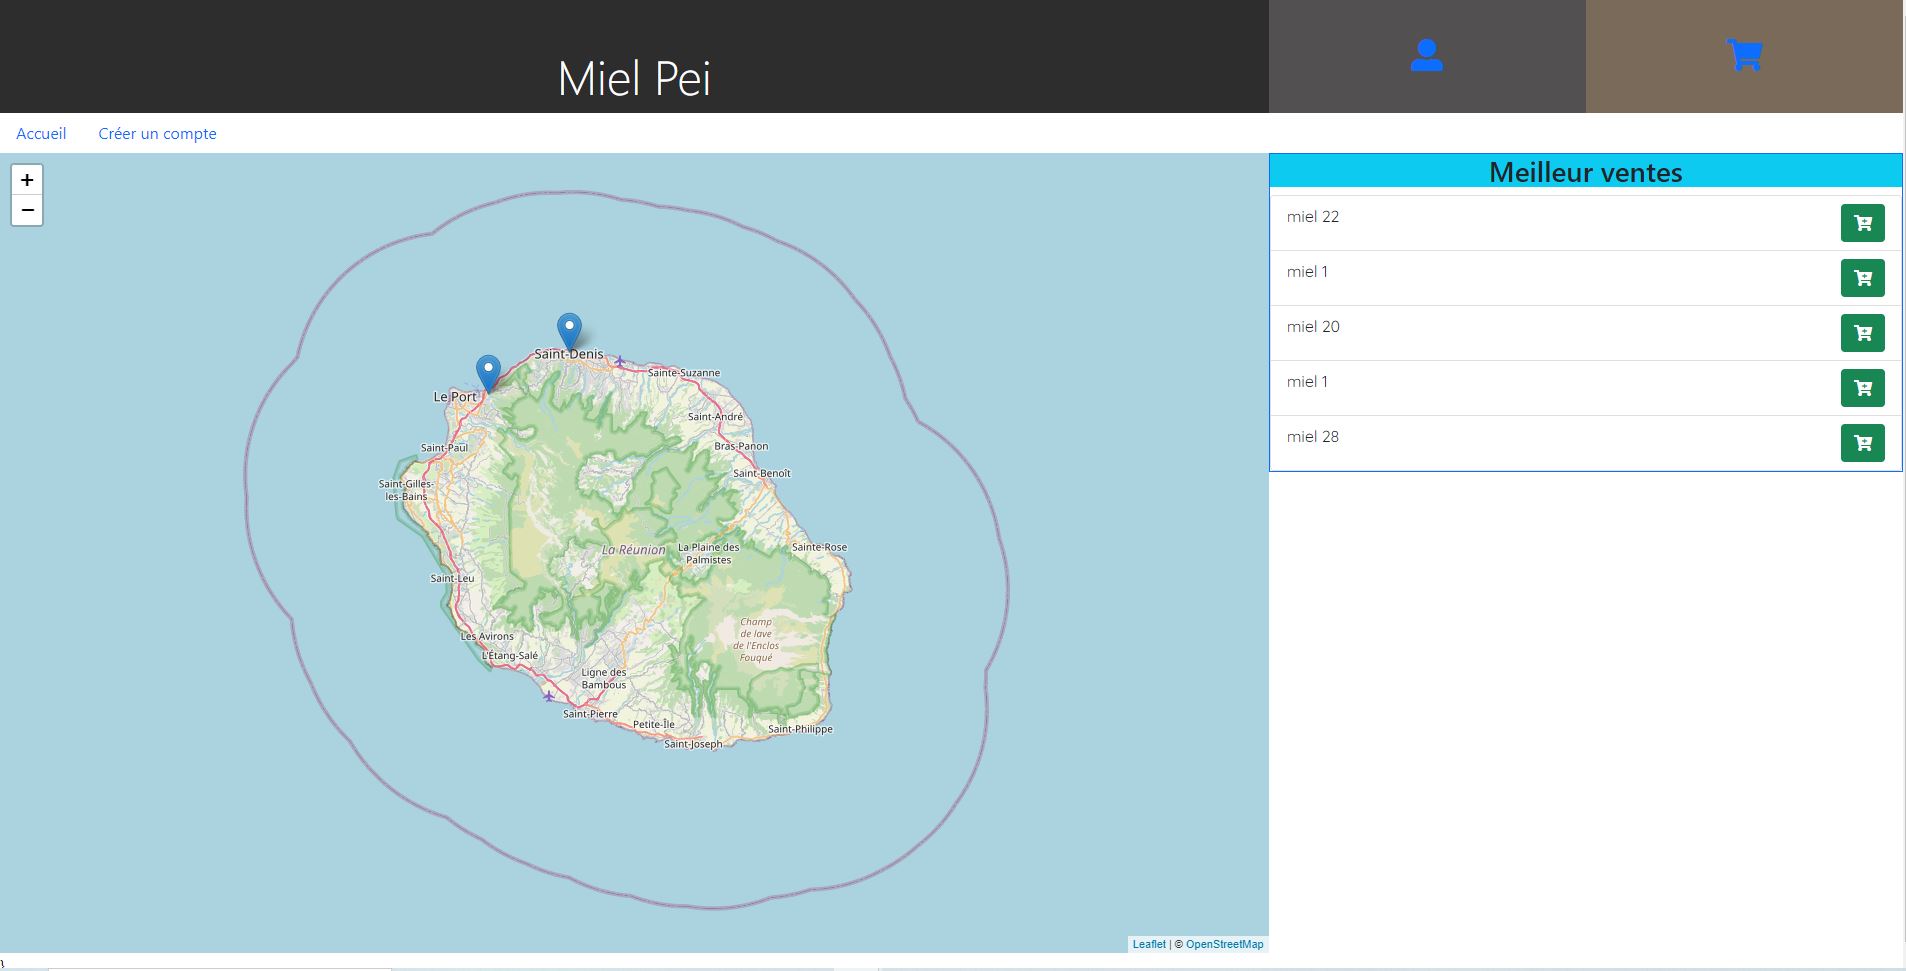 Miel Pei
Accueil
Créer un compte
+
−
Meilleur ventes
miel 22
miel 1
miel 20
miel 1
miel 28
Saint-Denis
Sainte-Suzanne
Le Port
Saint-André
Bras-Panon
Saint-Paul
Saint-Benoît
Saint-Gilles-
les-Bains
La Réunion
La Plaine des
Palmistes
Sainte-Rose
Saint-Leu
Champ
de lave
de l'Enclos
Fouqué
Les Avirons
L'Étang-Salé
Ligne des
Bambous
Saint-Pierre
Petite-Île
Saint-Philippe
Saint-Joseph
Leaflet | © OpenStreetMap
}